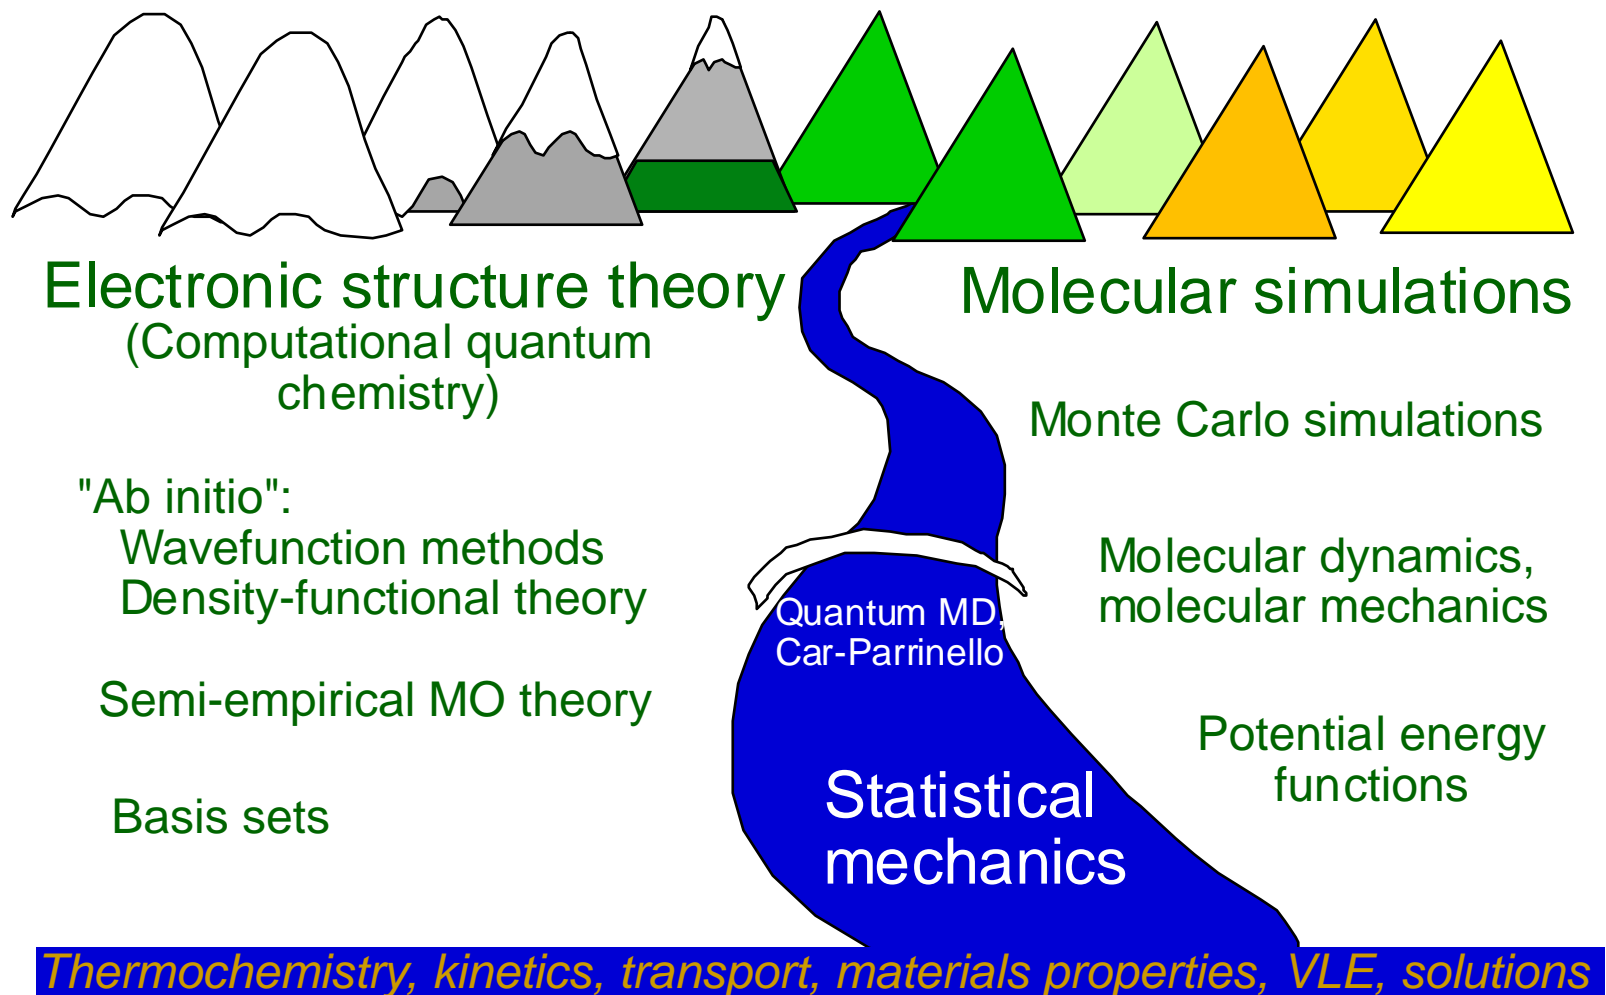 Electronic structure theory
(Computational quantum
chemistry)
"Ab initio":
Wavefunction methods
Density-functional theory
Semi-empirical MO theory
Basis sets
Molecular simulations
Monte Carlo simulations
Molecular dynamics,
molecular mechanics
Potential energy
functions
Quantum MD,
Car-Parrinello
Statistical
mechanics
Thermochemistry, kinetics, transport, materials properties, VLE, solutions